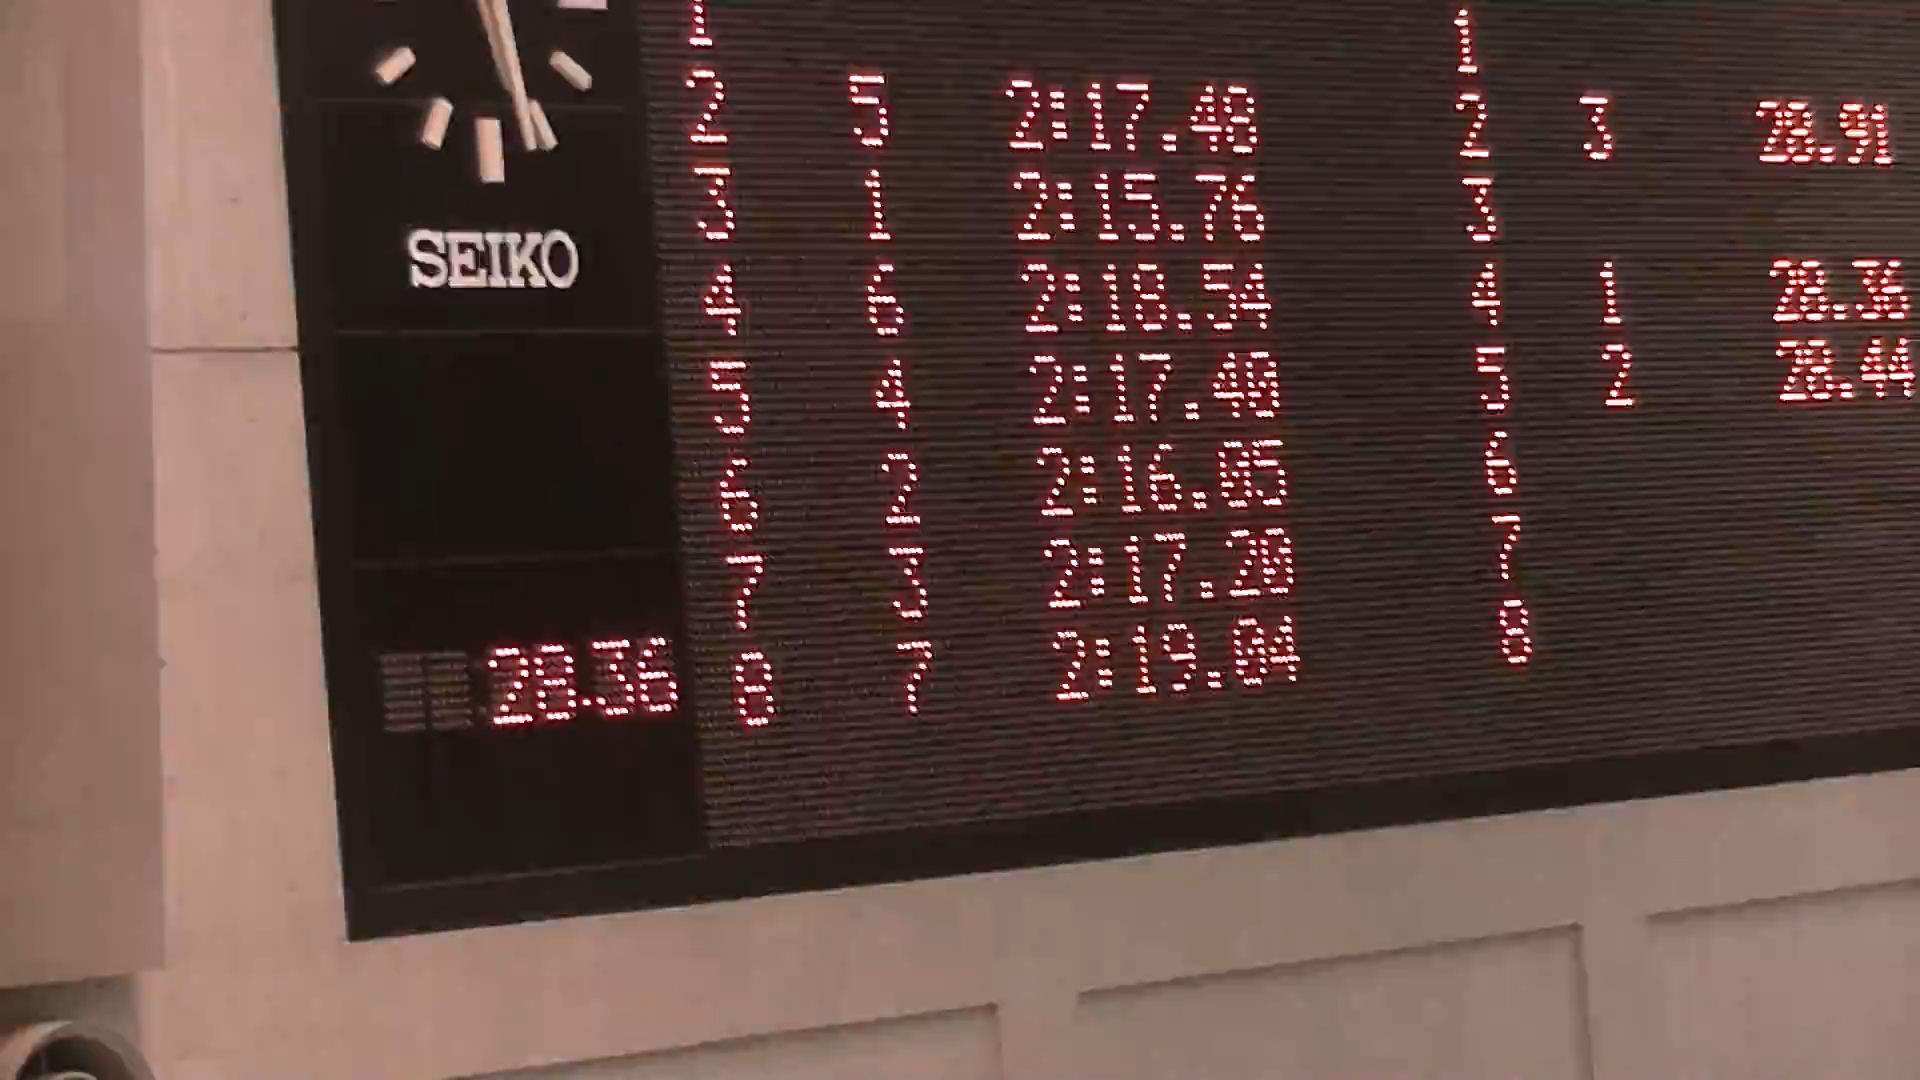 1
2 5 2:17.48
3 1 2:15.76
4 6 2:18.54
5 4 2:17.40
6 2 2:16.05
7 3 2:17.20
8 7 2:19.04
1
2 3 28.91
3
4 1 28.36
5 2 28.44
6
7
8
SEIKO
28.36